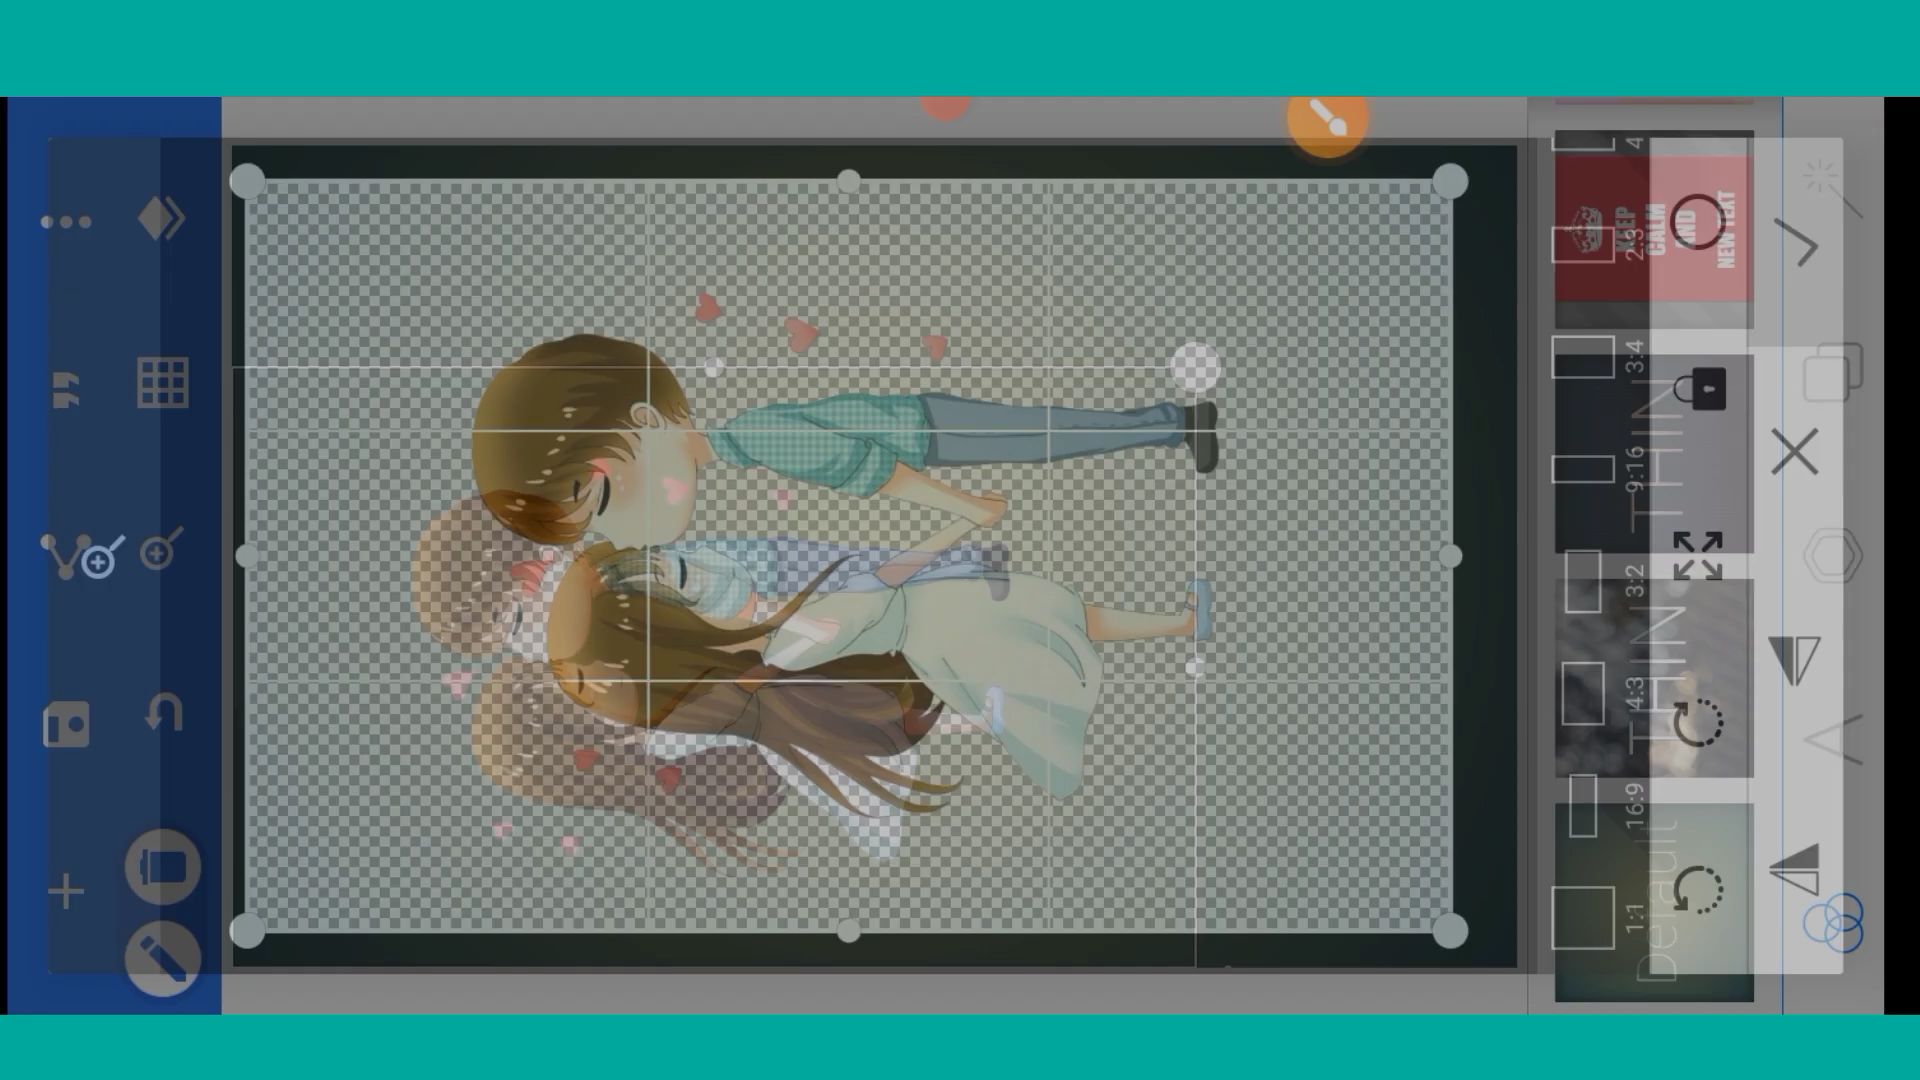 4
2:3
3:4
9:16
3:2
4:3
16:9
1:1
KEEP
CALM
AND
NEW TEXT
THIN
THIN
Default